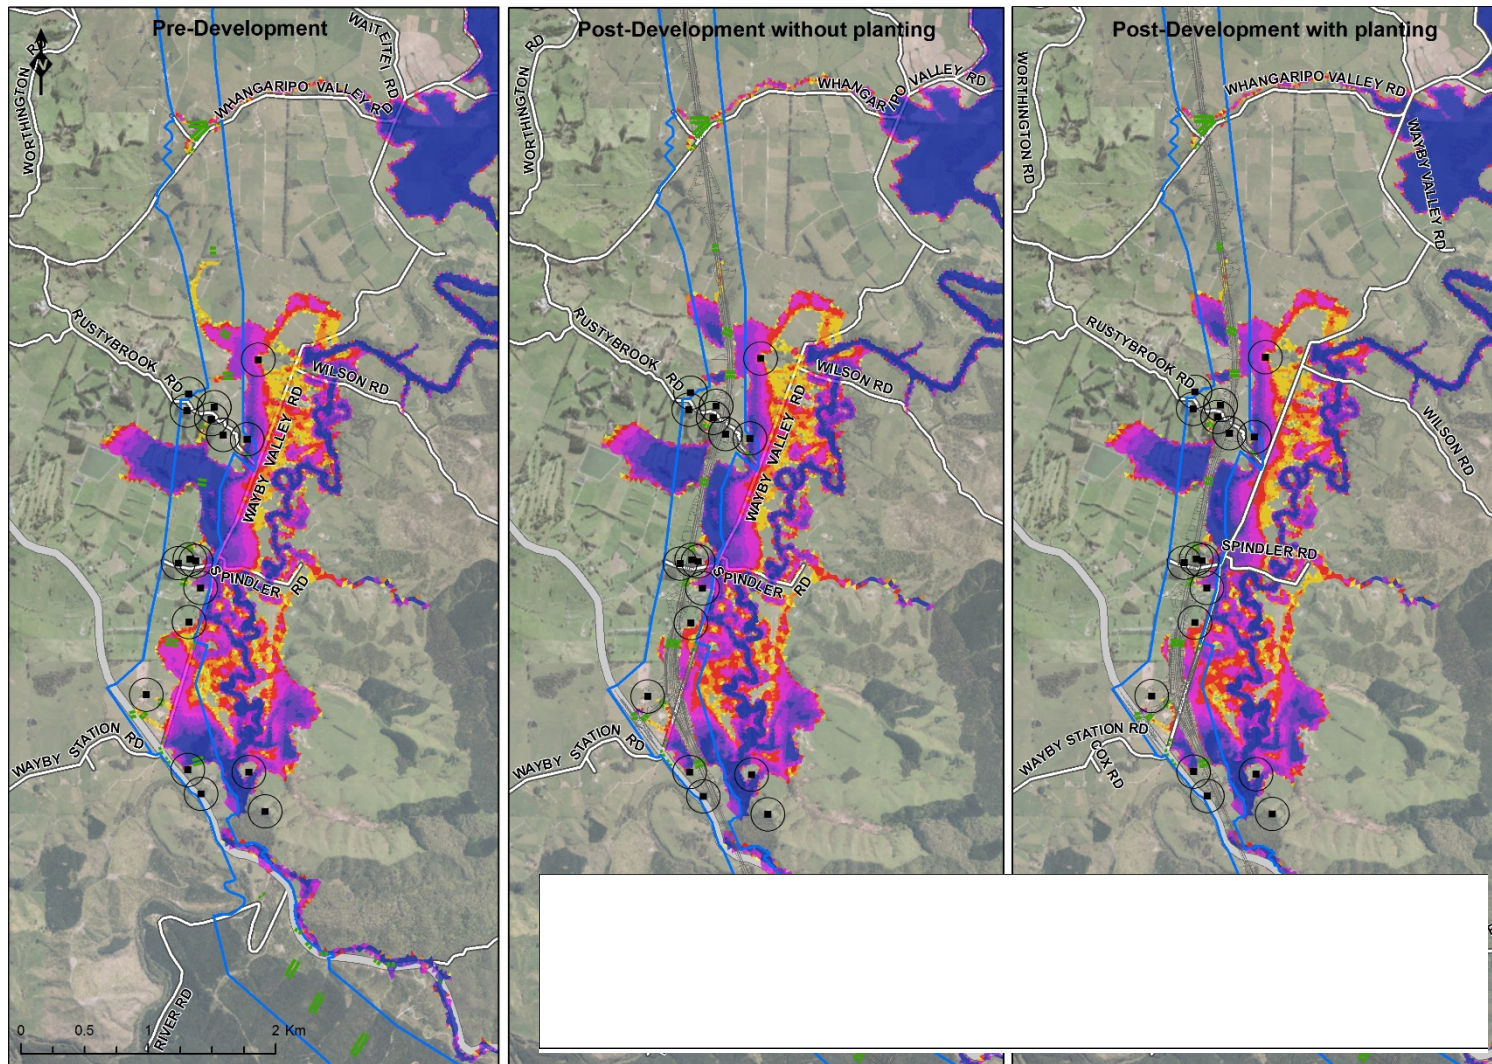 Pre-Development
WORTHINGTON RD
N
WAITEITEI RD
WHANGARIPO VALLEY RD
RUSTYBROOK RD
WILSON RD
WAYBY VALLEY RD
SPINDLER RD
WAYBY STATION RD
RIVER RD
0 0.5 1 2 Km
Post-Development without planting
WORTHINGTON RD
WHANGARIPO VALLEY RD
RUSTYBROOK RD
WILSON RD
WAYBY VALLEY RD
SPINDLER RD
WAYBY STATION RD
Post-Development with planting
WORTHINGTON RD
WHANGARIPO VALLEY RD
WAYBY VALLEY RD
RUSTYBROOK RD
WILSON RD
SPINDLER RD
WAYBY STATION RD
COX RD